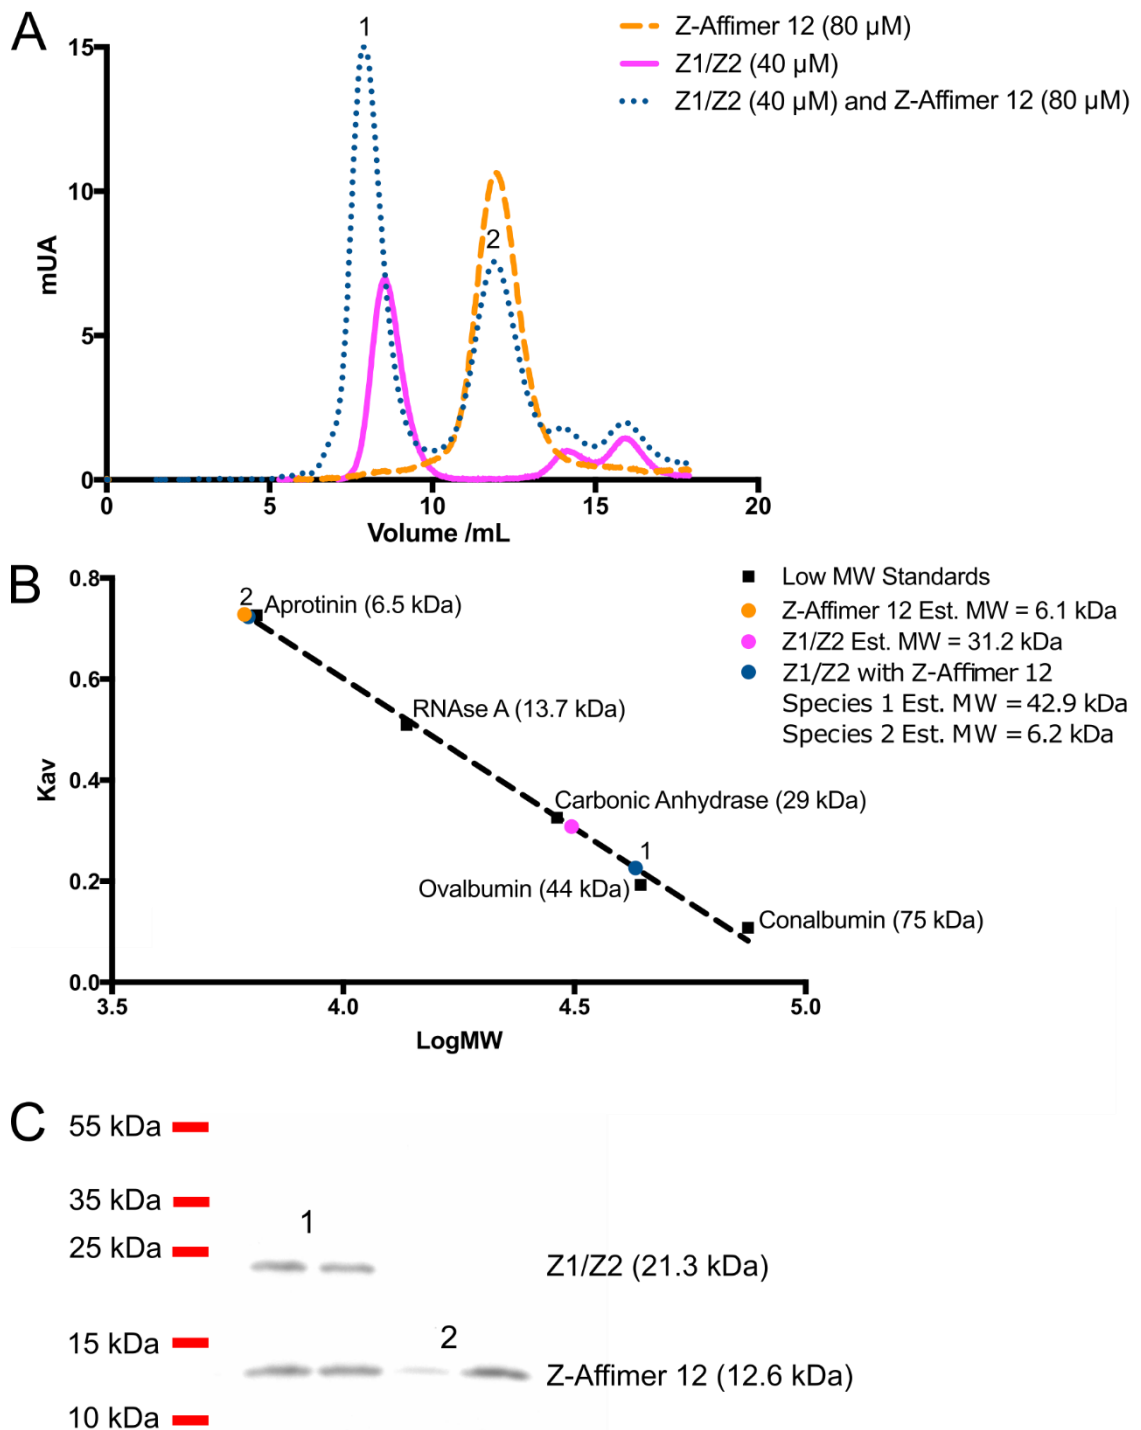 A
Z-Affimer 12 (80 µM)
Z1/Z2 (40 µM)
Z1/Z2 (40 µM) and Z-Affimer 12 (80 µM)
1
2
15
10
5
0
mUA
0 5 10 15 20
Volume /mL
B
Low MW Standards
Z-Affimer 12 Est. MW = 6.1 kDa
Z1/Z2 Est. MW = 31.2 kDa
Z1/Z2 with Z-Affimer 12
Species 1 Est. MW = 42.9 kDa
Species 2 Est. MW = 6.2 kDa
2 Aprotinin (6.5 kDa)
RNAse A (13.7 kDa)
Carbonic Anhydrase (29 kDa)
1
Ovalbumin (44 kDa)
Conalbumin (75 kDa)
0.8
0.6
0.4
0.2
0.0
Kav
3.5 4.0 4.5 5.0
LogMW
C
55 kDa
35 kDa
1
25 kDa
Z1/Z2 (21.3 kDa)
15 kDa
2
Z-Affimer 12 (12.6 kDa)
10 kDa